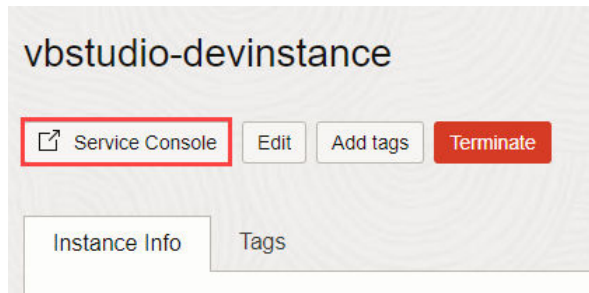 vbstudio-devinstance
Service Console Edit Add tags Terminate
Instance Info Tags